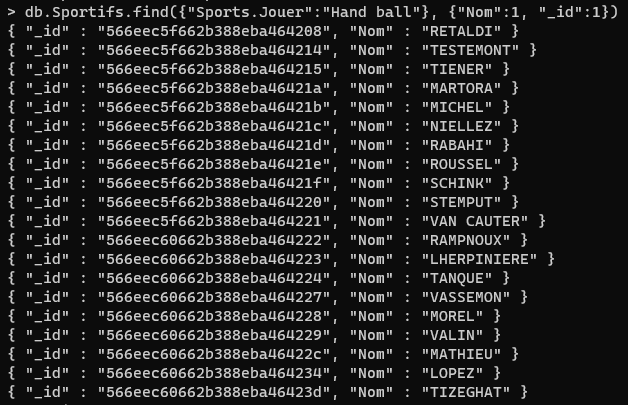 > db.Sportifs.find({"Sports.Jouer":"Hand ball"}, {"Nom":1, "_id":1})
{ "_id" : "566eec5f662b388eba464208", "Nom" : "RETALDI" }
{ "_id" : "566eec5f662b388eba464214", "Nom" : "TESTEMONT" }
{ "_id" : "566eec5f662b388eba464215", "Nom" : "TIENER" }
{ "_id" : "566eec5f662b388eba46421a", "Nom" : "MARTORA" }
{ "_id" : "566eec5f662b388eba46421b", "Nom" : "MICHEL" }
{ "_id" : "566eec5f662b388eba46421c", "Nom" : "NIELLEZ" }
{ "_id" : "566eec5f662b388eba46421d", "Nom" : "RABAHI" }
{ "_id" : "566eec5f662b388eba46421e", "Nom" : "ROUSSEL" }
{ "_id" : "566eec5f662b388eba46421f", "Nom" : "SCHINK" }
{ "_id" : "566eec5f662b388eba464220", "Nom" : "STEMPUT" }
{ "_id" : "566eec5f662b388eba464221", "Nom" : "VAN CAUTER" }
{ "_id" : "566eec60662b388eba464222", "Nom" : "RAMPNOUX" }
{ "_id" : "566eec60662b388eba464223", "Nom" : "LHERPINIERE" }
{ "_id" : "566eec60662b388eba464224", "Nom" : "TANQUE" }
{ "_id" : "566eec60662b388eba464227", "Nom" : "VASSEMON" }
{ "_id" : "566eec60662b388eba464228", "Nom" : "MOREL" }
{ "_id" : "566eec60662b388eba464229", "Nom" : "VALIN" }
{ "_id" : "566eec60662b388eba46422c", "Nom" : "MATHIEU" }
{ "_id" : "566eec60662b388eba464234", "Nom" : "LOPEZ" }
{ "_id" : "566eec60662b388eba46423d", "Nom" : "TIZEGHAT" }